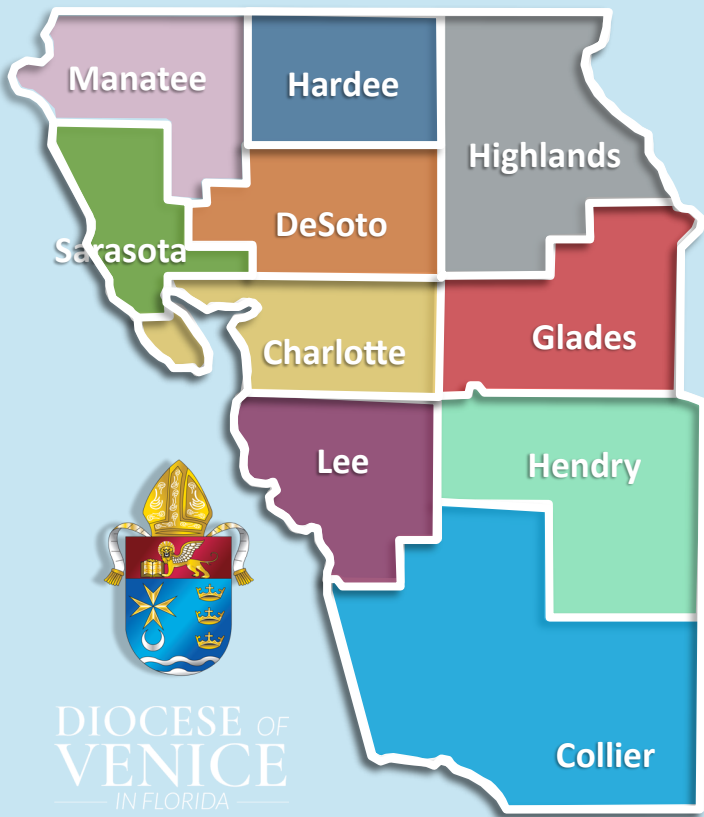 Manatee
Hardee
Highlands
DeSoto
Sarasota
Glades
Charlotte
Lee
Hendry
DIOCESE OF
VENICE
IN FLORIDA
Collier